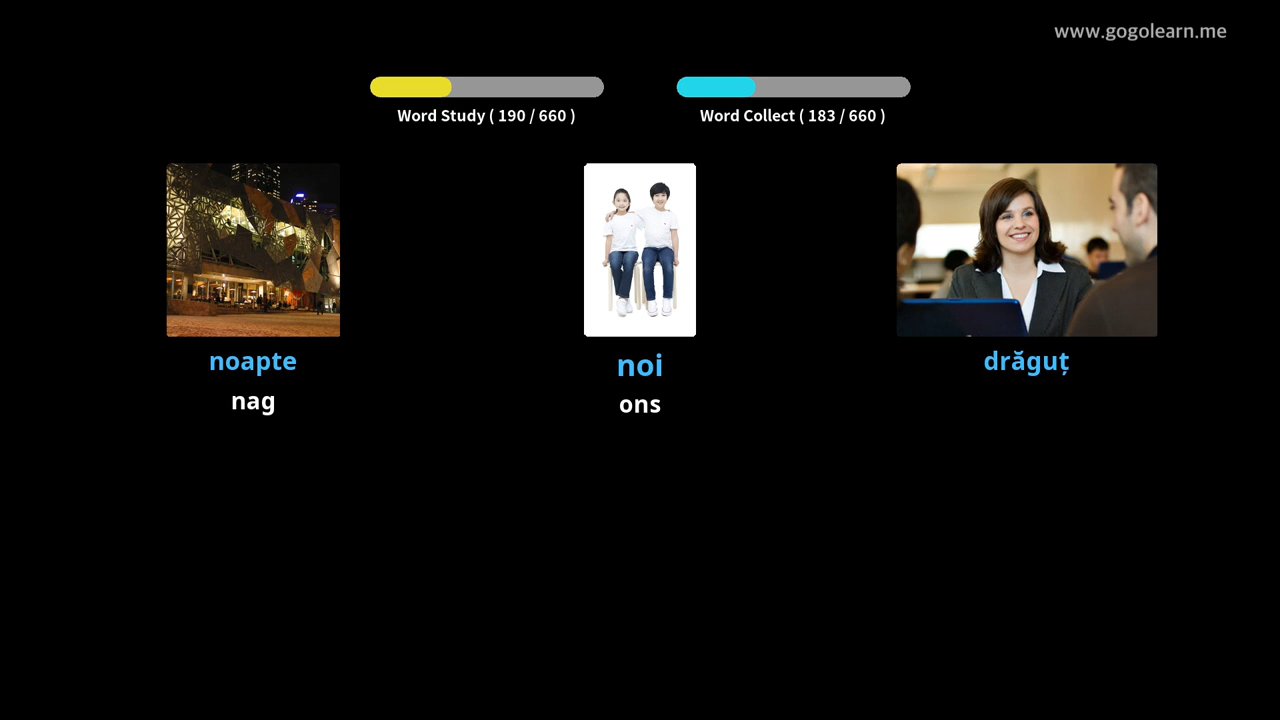 www.gogolearn.me
Word Study ( 190 / 660 )
Word Collect ( 183 / 660 )
noapte
nag
noi
ons
drăguț